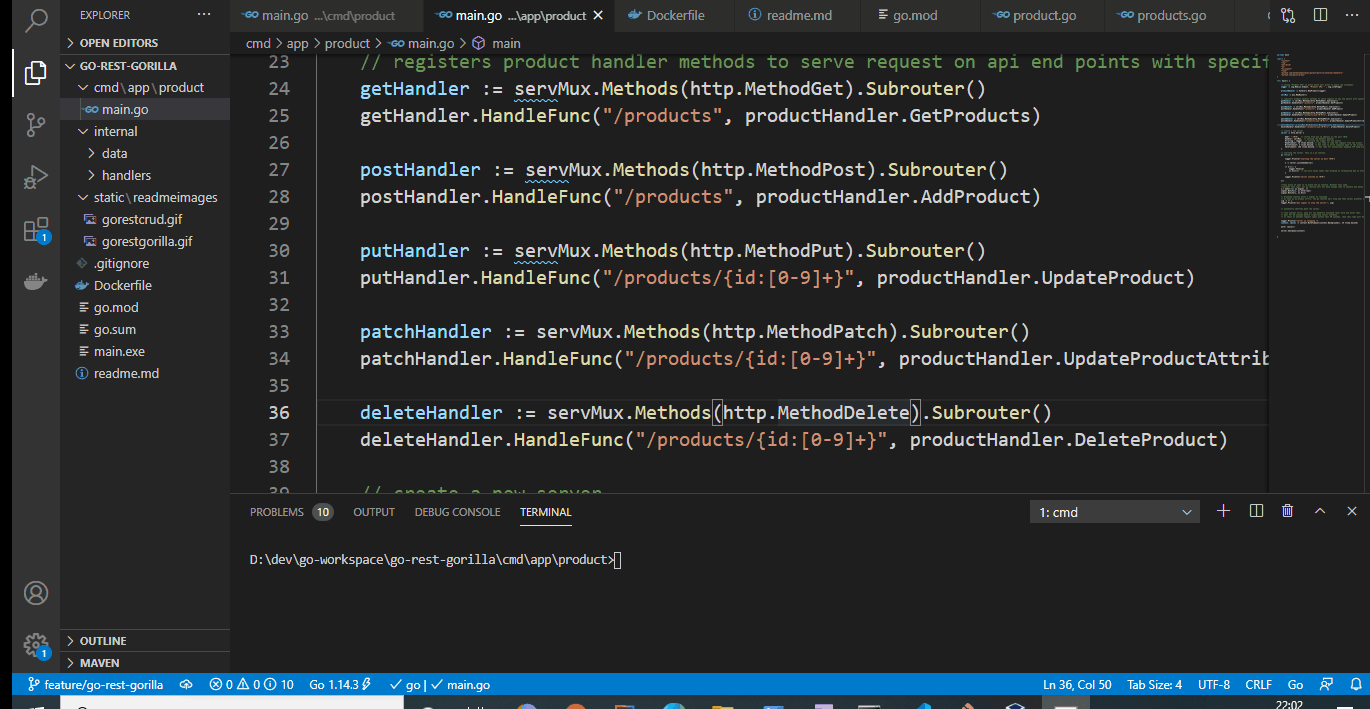 EXPLORER ...
main.go ...\cmd\product
main.go ...\app\product
Dockerfile
readme.md
go.mod
product.go
products.go
OPEN EDITORS
GO-REST-GORILLA
cmd\app\product
main.go
internal
data
handlers
static\readmeimages
gorestcrud.gif
gorestgorilla.gif
.gitignore
Dockerfile
go.mod
go.sum
main.exe
readme.md
OUTLINE
MAVEN
1
1
cmd > app > product > main.go > main
23 // registers product handler methods to serve request on api end points with specif
24 getHandler := servMux.Methods(http.MethodGet).Subrouter()
25 getHandler.HandleFunc("/products", productHandler.GetProducts)
26
27 postHandler := servMux.Methods(http.MethodPost).Subrouter()
28 postHandler.HandleFunc("/products", productHandler.AddProduct)
29
30 putHandler := servMux.Methods(http.MethodPut).Subrouter()
31 putHandler.HandleFunc("/products/{id:[0-9]+}", productHandler.UpdateProduct)
32
33 patchHandler := servMux.Methods(http.MethodPatch).Subrouter()
34 patchHandler.HandleFunc("/products/{id:[0-9]+}", productHandler.UpdateProductAttrib
35
36 deleteHandler := servMux.Methods(http.MethodDelete).Subrouter()
37 deleteHandler.HandleFunc("/products/{id:[0-9]+}", productHandler.DeleteProduct)
38
39 // create a new server
PROBLEMS 10 OUTPUT DEBUG CONSOLE TERMINAL 1: cmd
D:\dev\go-workspace\go-rest-gorilla\cmd\app\product>
feature/go-rest-gorilla 0 0 10 Go 1.14.3 go | main.go Ln 36, Col 50 Tab Size: 4 UTF-8 CRLF Go
22:02